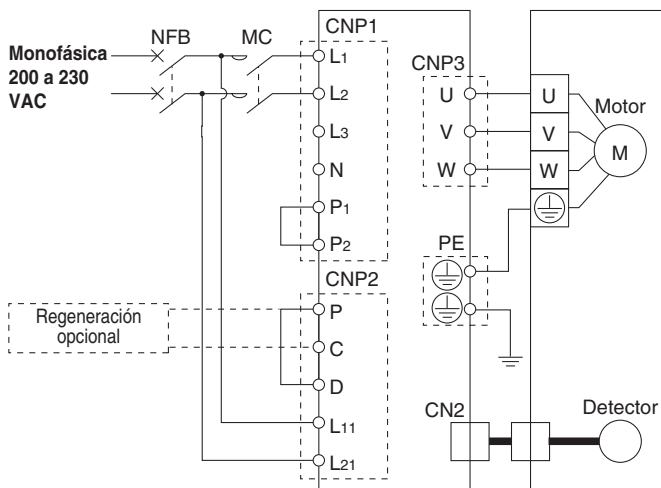 Monofásica
200 a 230
VAC
NFB
MC
CNP1
L1
L2
L3
N
P1
P2
CNP2
P
C
D
L11
L21
Regeneración
opcional
CNP3
U
V
W
PE
CN2
U
V
W
Motor
M
Detector